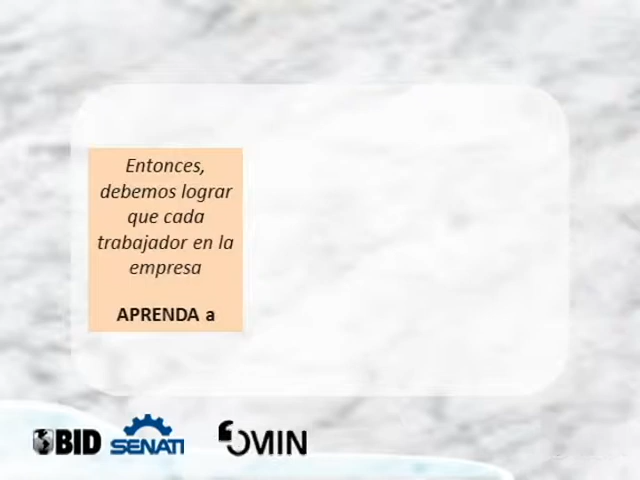 Entonces,
debemos lograr
que cada
trabajador en la
empresa
APRENDA a
BID SENATI FOMIN